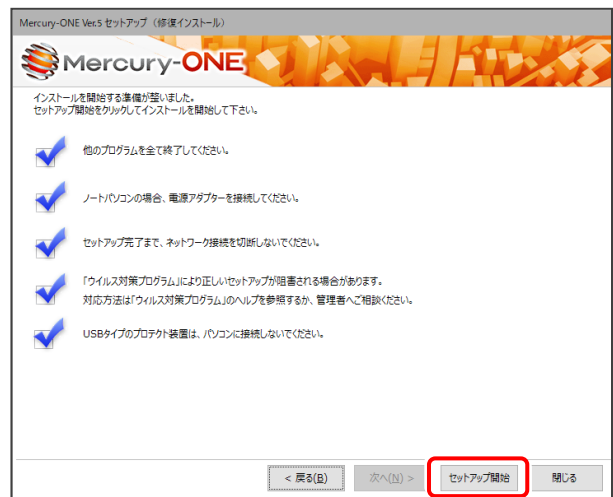 Mercury-ONE Ver.5 セットアップ（修復インストール）
Mercury-ONE
インストールを開始する準備が整いました。
セットアップ開始をクリックしてインストールを開始して下さい。
他のプログラムを全て終了してください。
ノートパソコンの場合、電源アダプターを接続してください。
セットアップ完了まで、ネットワーク接続を切断しないでください。
「ウイルス対策プログラム」により正しいセットアップが阻害される場合があります。
対応方法は「ウィルス対策プログラム」のヘルプを参照するか、管理者へご相談ください。
USBタイプのプロテクト装置は、パソコンに接続しないでください。
< 戻る(B) 次へ(N) > セットアップ開始 閉じる